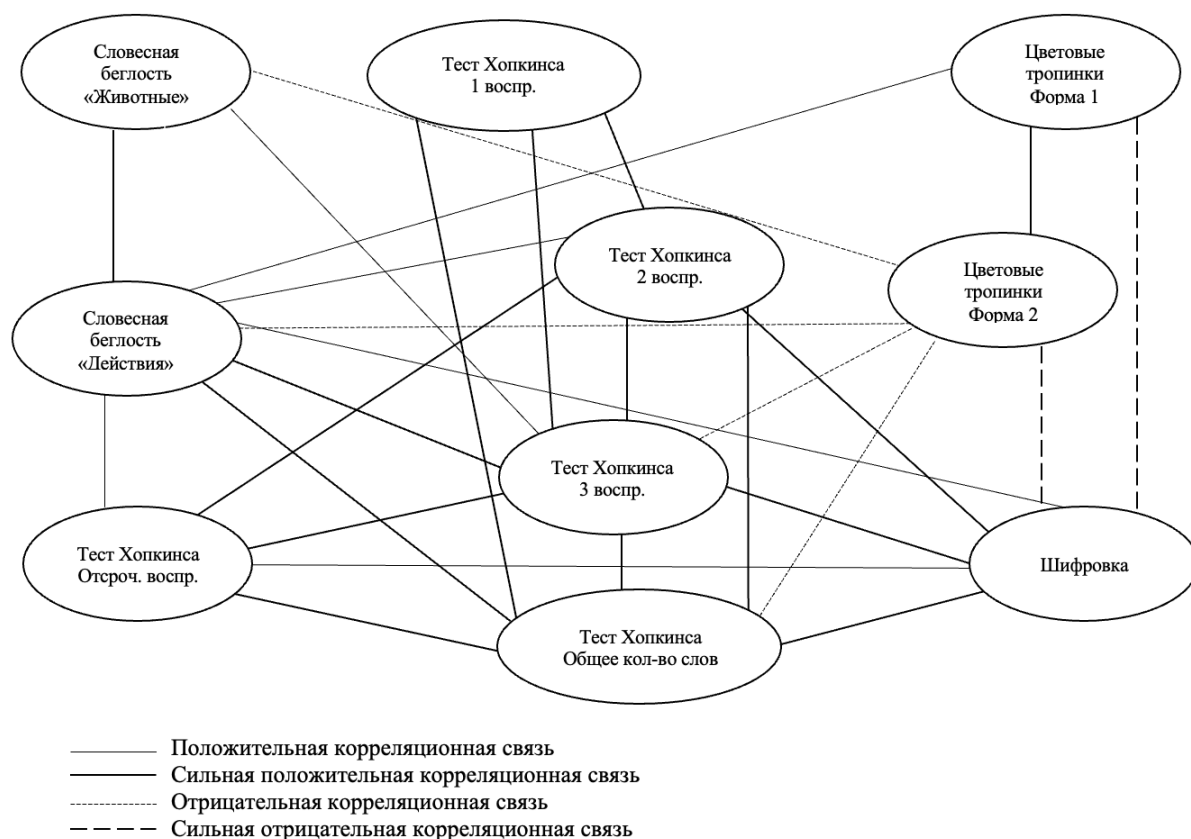 Словесная
беглость
«Животные»
Тест Хопкинса
1 воспр.
Цветовые
тропинки
Форма 1
Тест Хопкинса
2 воспр.
Цветовые
тропинки
Форма 2
Словесная
беглость
«Действия»
Тест Хопкинса
3 воспр.
Тест Хопкинса
Отсроч. воспр.
Шифровка
Тест Хопкинса
Общее кол-во слов
Положительная корреляционная связь
Сильная положительная корреляционная связь
Отрицательная корреляционная связь
Сильная отрицательная корреляционная связь